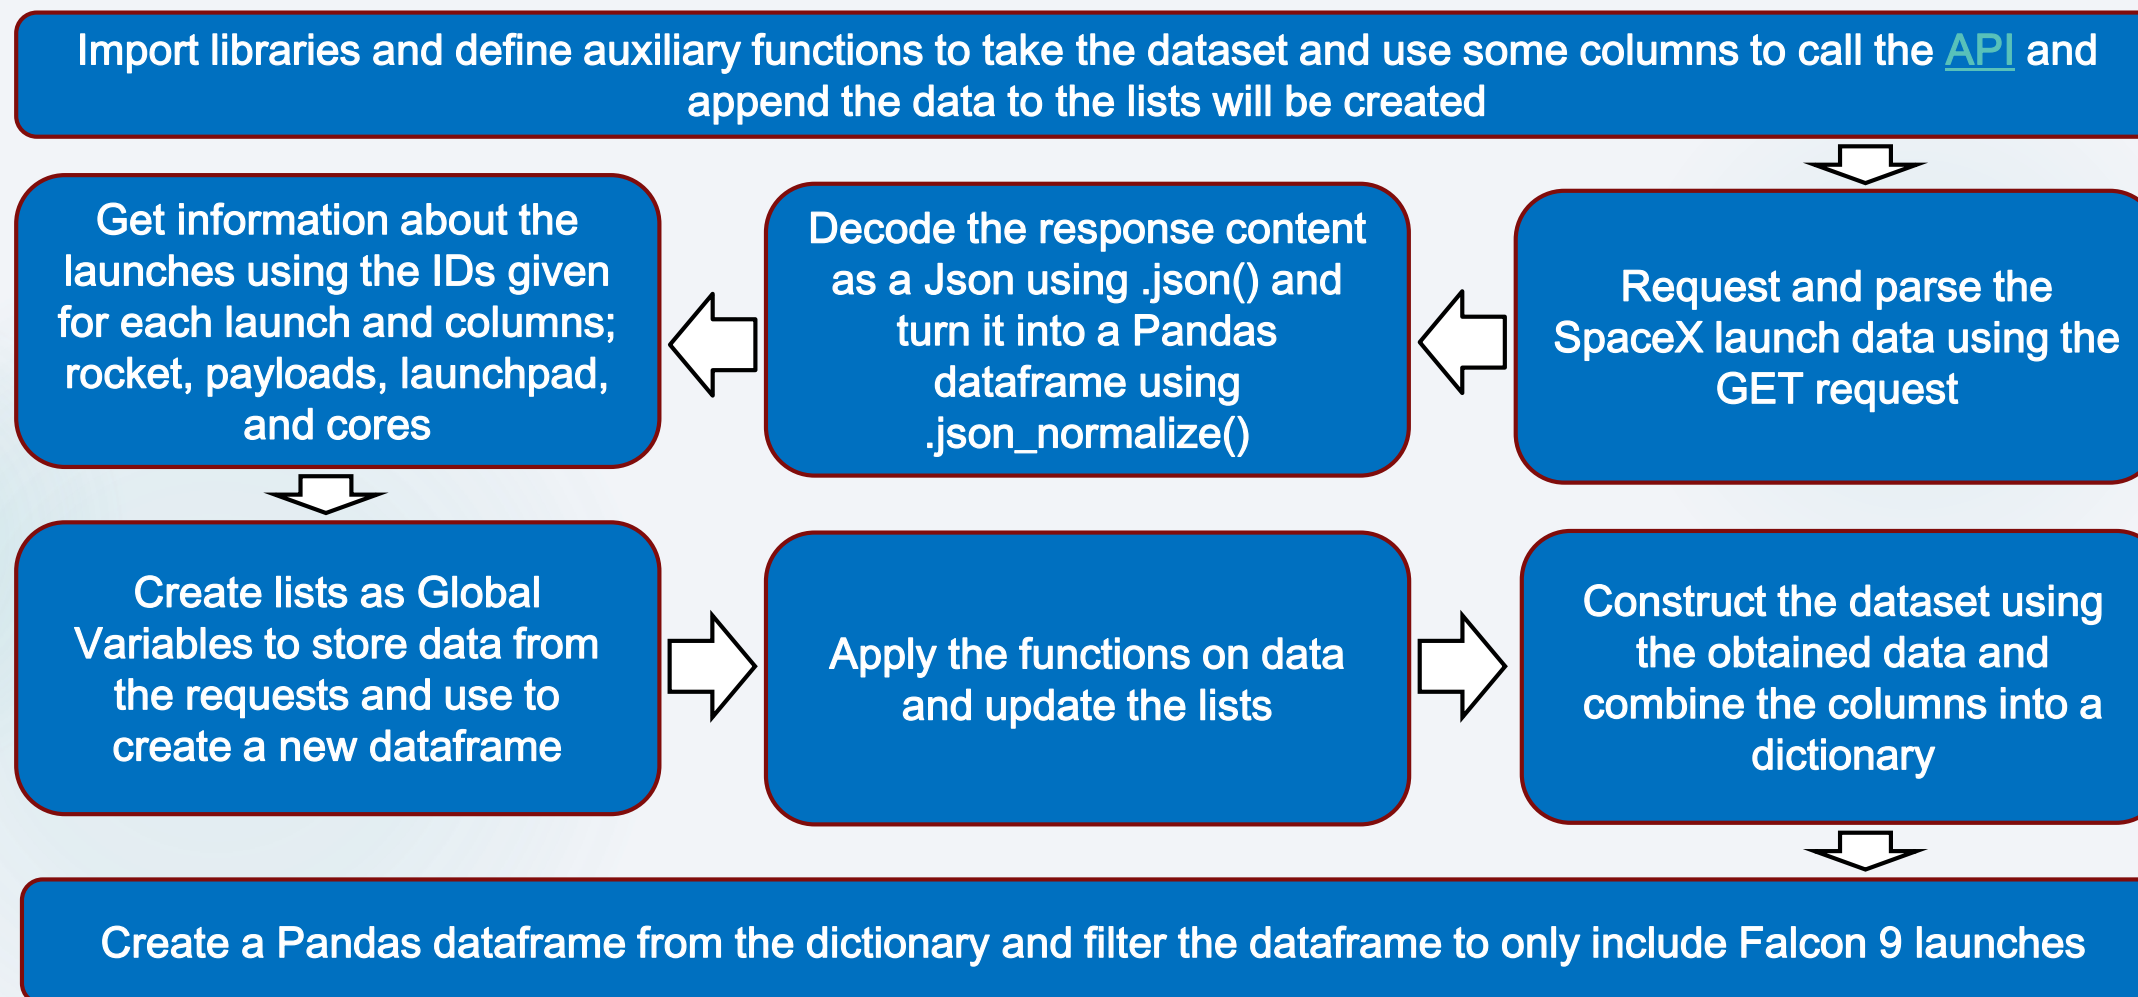 Import libraries and define auxiliary functions to take the dataset and use some columns to call the API and
append the data to the lists will be created
Request and parse the
SpaceX launch data using the
GET request
Decode the response content
as a Json using .json() and
turn it into a Pandas
dataframe using
.json_normalize()
Get information about the
launches using the IDs given
for each launch and columns;
rocket, payloads, launchpad,
and cores
Create lists as Global
Variables to store data from
the requests and use to
create a new dataframe
Apply the functions on data
and update the lists
Construct the dataset using
the obtained data and
combine the columns into a
dictionary
Create a Pandas dataframe from the dictionary and filter the dataframe to only include Falcon 9 launches